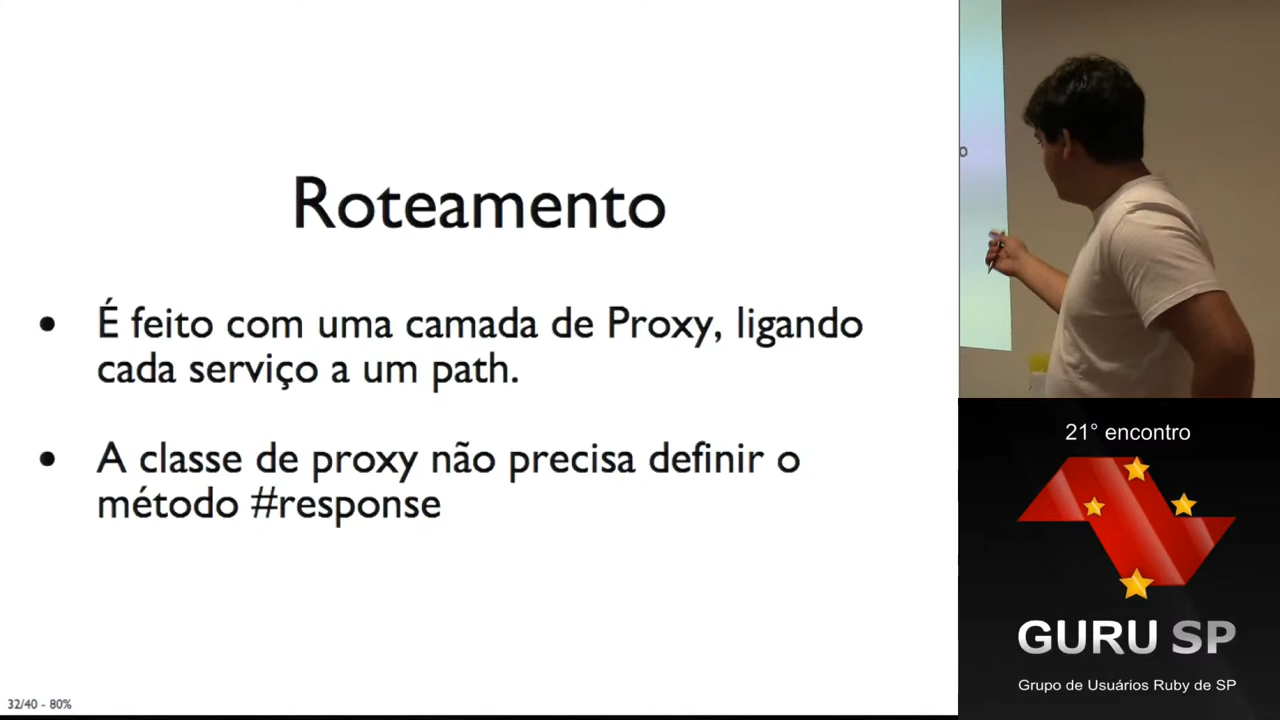 Roteamento
• É feito com uma camada de Proxy, ligando
cada serviço a um path.
• A classe de proxy não precisa definir o
método #response
32/40 - 80%
o
21° encontro
GURU SP
Grupo de Usuários Ruby de SP